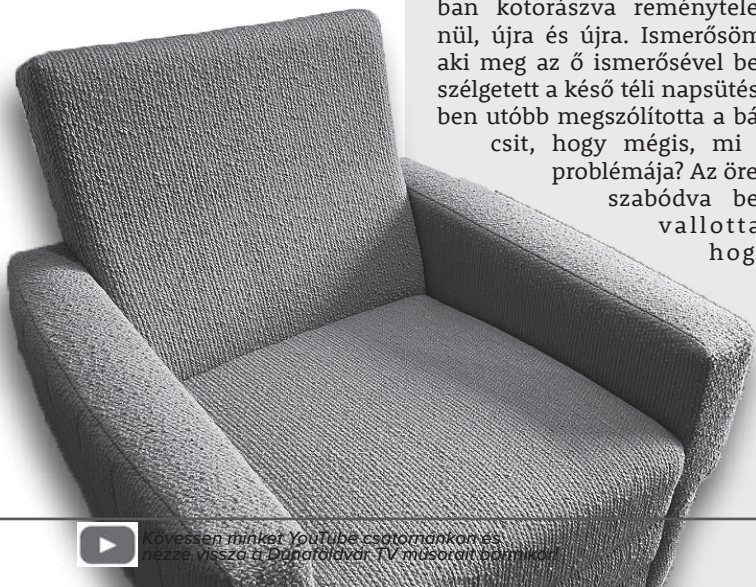 ban kotorászva reménytele
nül, újra és újra. Ismerősöm
aki meg az ő ismerősével be
szélgetett a késő téli napsütés
ben utóbb megszólította a bá
csit, hogy mégis, mi
problémája? Az öre
szabódva be
vallotta
hog
Kövessen minket YouTube csatornánkon és
nézze vissza a Dunaföldvár TV műsorait bármikor!